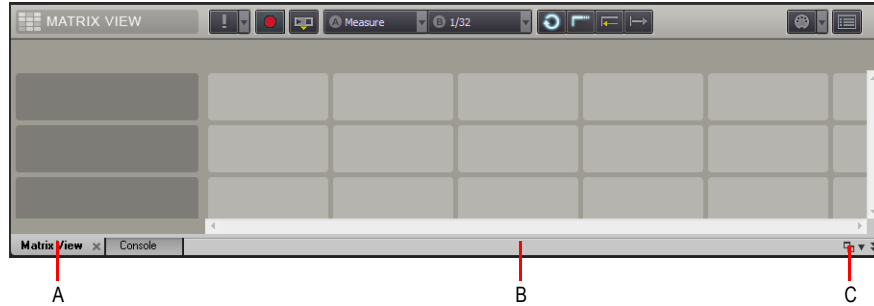 MATRIX VIEW
! A Measure B 1/32
Matrix View × Console
A B C